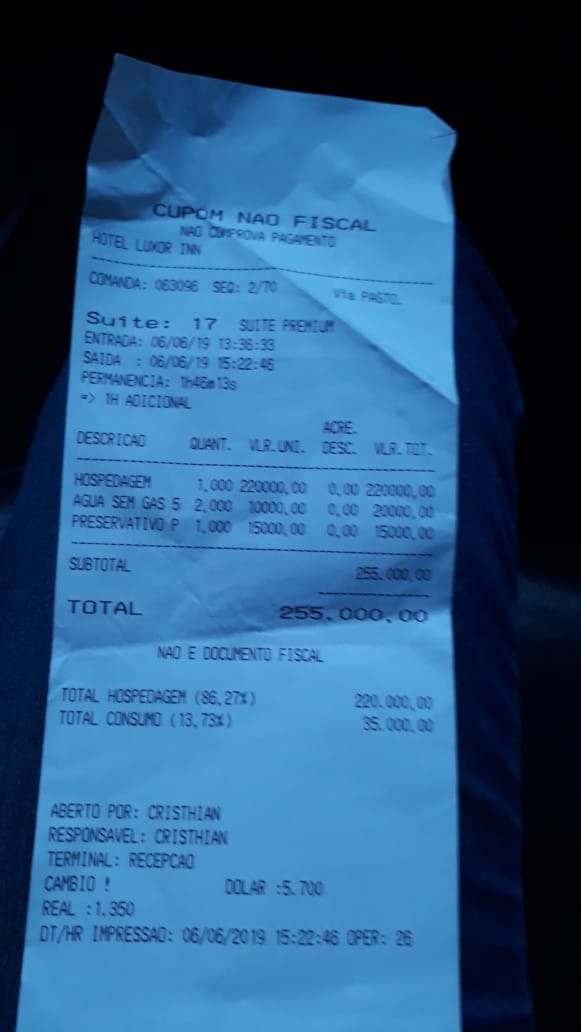 CUPOM NAO FISCAL
NAO COMPROVA PAGAMENTO
HOTEL LUXOR INN
COMANDA: 063096 SEQ: 2/70 Via PAGTO.
Suite: 17 SUITE PREMIUM
ENTRADA: 06/06/19 13:36:33
SAIDA : 06/06/19 15:22:46
PERMANENCIA: 1h46m13s
=> 1H ADICIONAL
ACRE.
DESCRICAO QUANT. VLR.UNI. DESC. VLR.TOT.
HOSPEDAGEM 1,000 220000,00 0,00 220000,00
AGUA SEM GAS 5 2,000 10000,00 0,00 20000,00
PRESERVATIVO P 1,000 15000,00 0,00 15000,00
SUBTOTAL 255.000,00
TOTAL 255.000,00
NAO E DOCUMENTO FISCAL
TOTAL HOSPEDAGEM (86,27%) 220.000,00
TOTAL CONSUMO (13,73%) 35.000,00
ABERTO POR: CRISTHIAN
RESPONSAVEL: CRISTHIAN
TERMINAL: RECEPCAO
CAMBIO ! DOLAR :5.700
REAL :1.350
DT/HR IMPRESSAO: 06/06/2019 15:22:46 OPER: 26